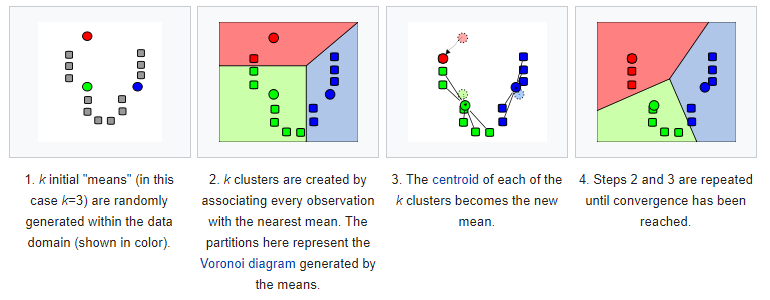 1. k initial "means" (in this
case k=3) are randomly
generated within the data
domain (shown in color).
2. k clusters are created by
associating every observation
with the nearest mean. The
partitions here represent the
Voronoi diagram generated by
the means.
3. The centroid of each of the
k clusters becomes the new
mean.
4. Steps 2 and 3 are repeated
until convergence has been
reached.